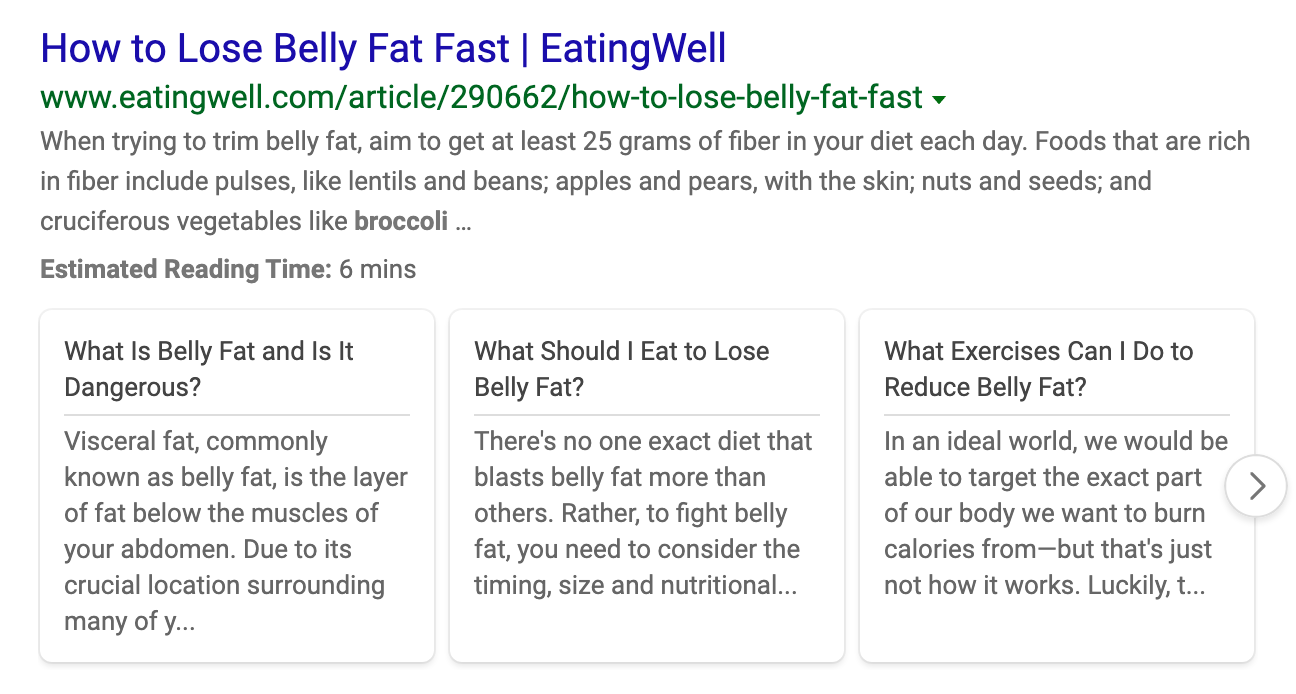 How to Lose Belly Fat Fast | EatingWell
www.eatingwell.com/article/290662/how-to-lose-belly-fat-fast
When trying to trim belly fat, aim to get at least 25 grams of fiber in your diet each day. Foods that are rich
in fiber include pulses, like lentils and beans; apples and pears, with the skin; nuts and seeds; and
cruciferous vegetables like broccoli ...
Estimated Reading Time: 6 mins
What Is Belly Fat and Is It
Dangerous?
Visceral fat, commonly
known as belly fat, is the layer
of fat below the muscles of
your abdomen. Due to its
crucial location surrounding
many of y...
What Should I Eat to Lose
Belly Fat?
There's no one exact diet that
blasts belly fat more than
others. Rather, to fight belly
fat, you need to consider the
timing, size and nutritional...
What Exercises Can I Do to
Reduce Belly Fat?
In an ideal world, we would be
able to target the exact part
of our body we want to burn
calories from—but that's just
not how it works. Luckily, t...